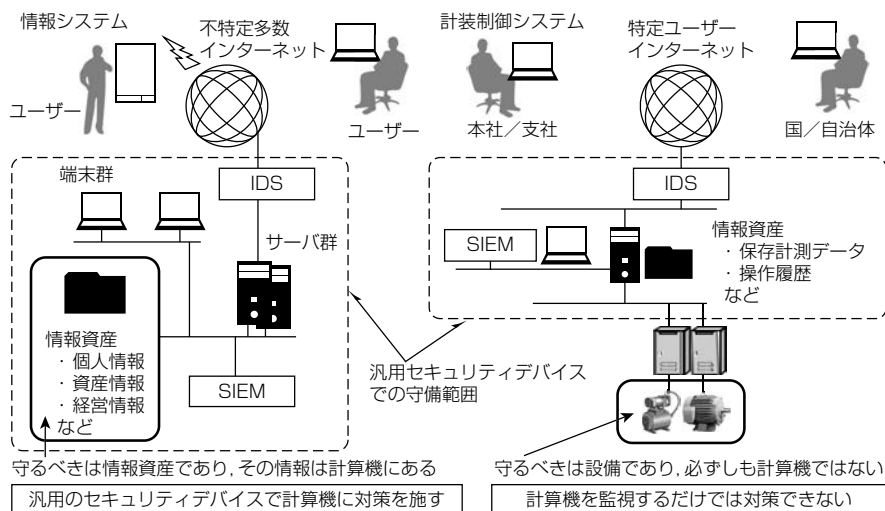 情報システム
不特定多数
インターネット
ユーザー
ユーザー
IDS
端末群
サーバ群
情報資産
・個人情報
・資産情報
・経営情報
など
SIEM
守るべきは情報資産であり，その情報は計算機にある
汎用のセキュリティデバイスで計算機に対策を施す
汎用セキュリティデバイス
での守備範囲
計装制御システム
特定ユーザー
インターネット
本社／支社
国／自治体
IDS
SIEM
情報資産
・保存計測データ
・操作履歴
など
守るべきは設備であり，必ずしも計算機ではない
計算機を監視するだけでは対策できない